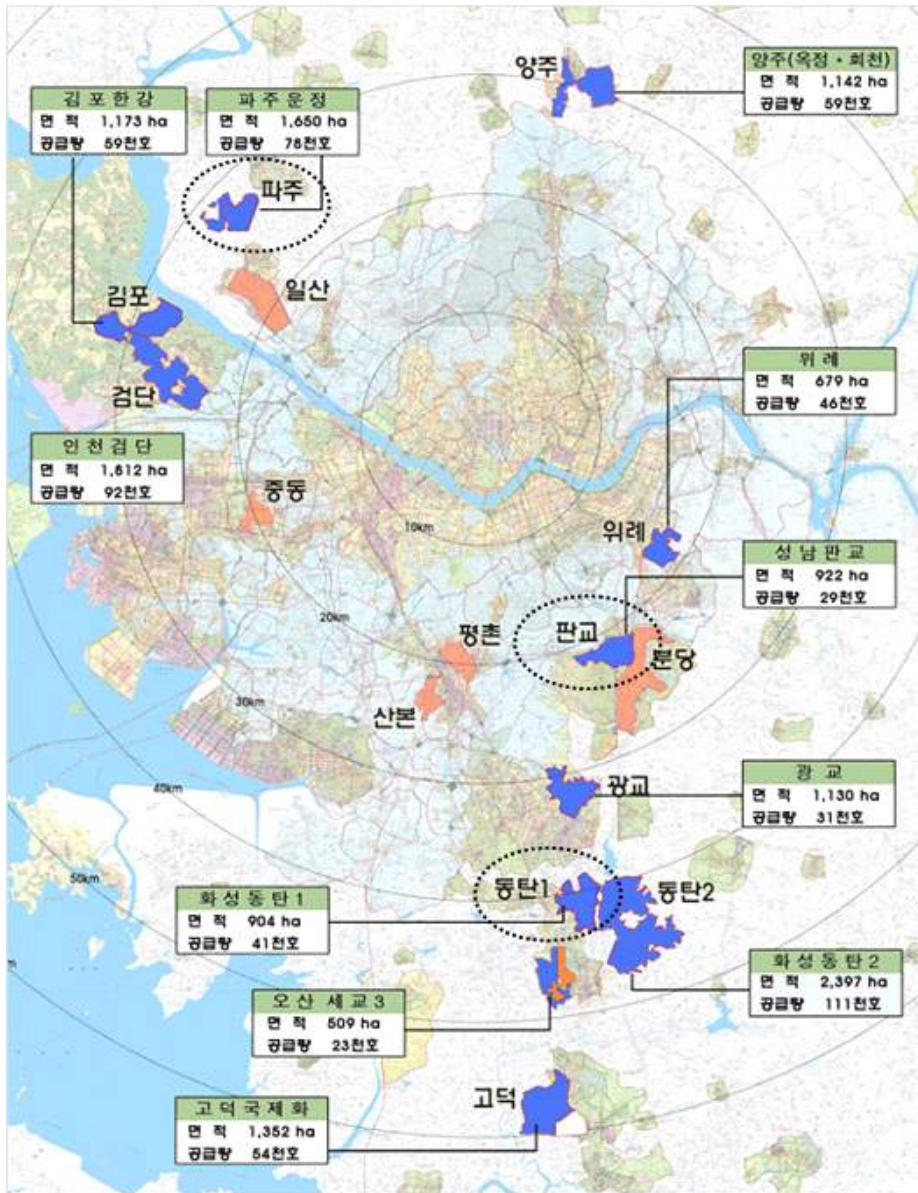 양주
양주(옥정·회천)
면 적 1,142 ha
공급량 59천호
김포한강
면 적 1,173 ha
공급량 59천호
파주운정
면 적 1,650 ha
공급량 78천호
파주
일산
김포
검단
위례
면 적 679 ha
공급량 46천호
인천검단
면 적 1,812 ha
공급량 92천호
중동
10km
위례
성남판교
면 적 922 ha
공급량 29천호
20km
평촌
판교
분당
30km
산본
40km
광교
광 교
면 적 1,130 ha
공급량 31천호
50km
동탄1
동탄2
화성동탄1
면 적 904 ha
공급량 41천호
화성동탄2
면 적 2,397 ha
공급량 111천호
오산 세교3
면 적 509 ha
공급량 23천호
고덕
고덕국제화
면 적 1,352 ha
공급량 54천호